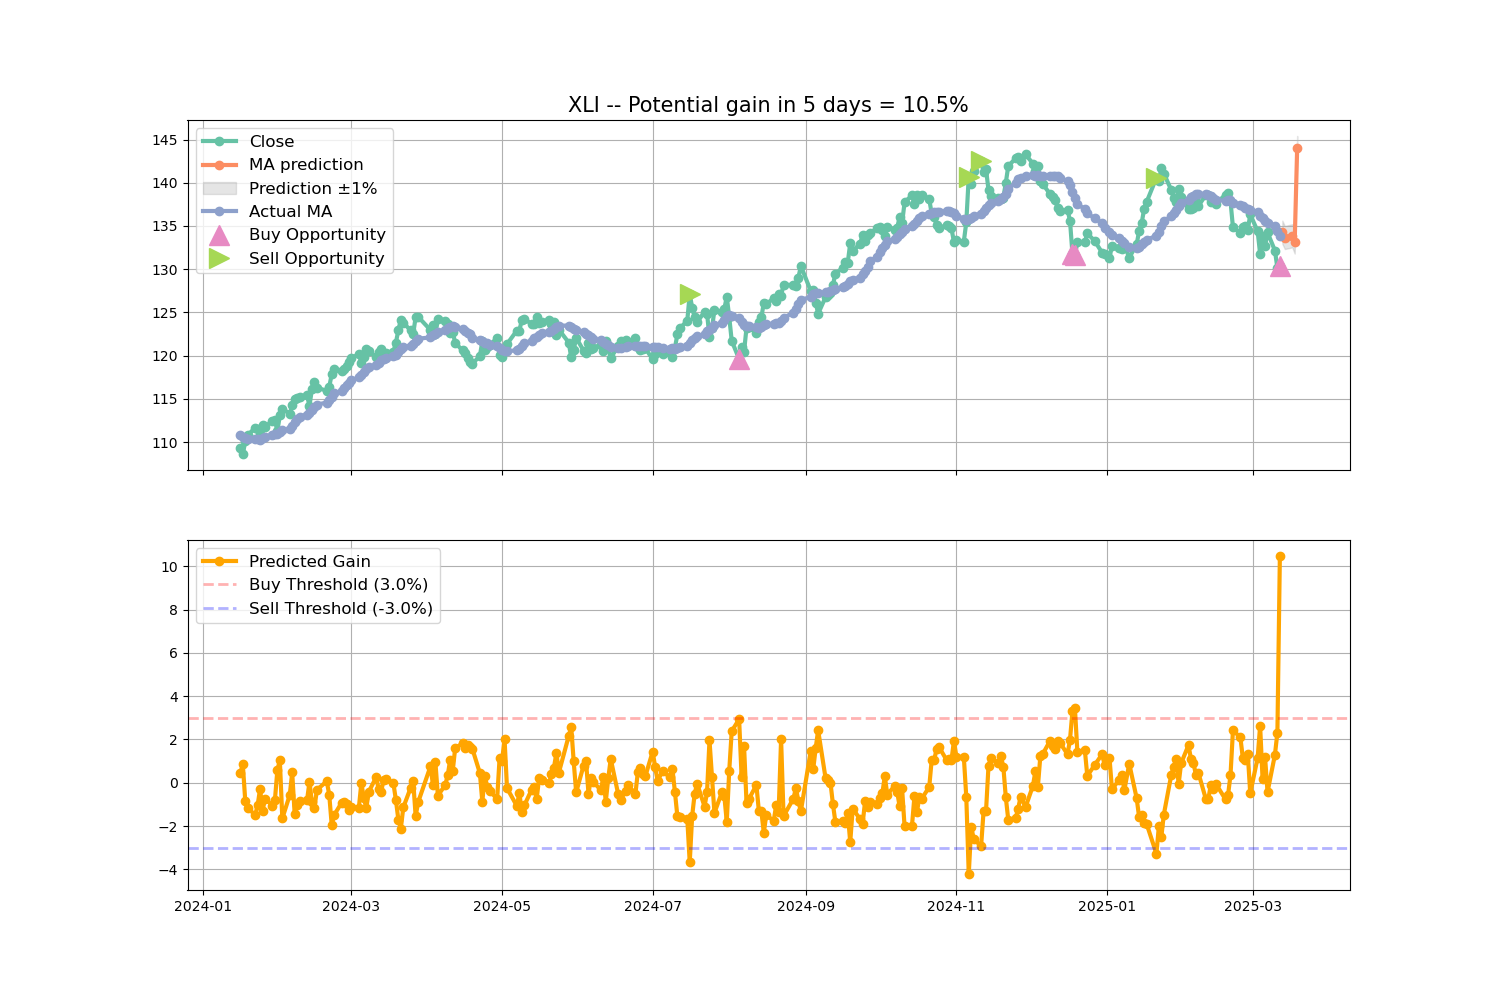 XLI -- Potential gain in 5 days = 10.5%
145
140
135
130
125
120
115
110
Close
MA prediction
Prediction ±1%
Actual MA
Buy Opportunity
Sell Opportunity
10
8
6
4
2
0
−2
−4
Predicted Gain
Buy Threshold (3.0%)
Sell Threshold (-3.0%)
2024-01
2024-03
2024-05
2024-07
2024-09
2024-11
2025-01
2025-03